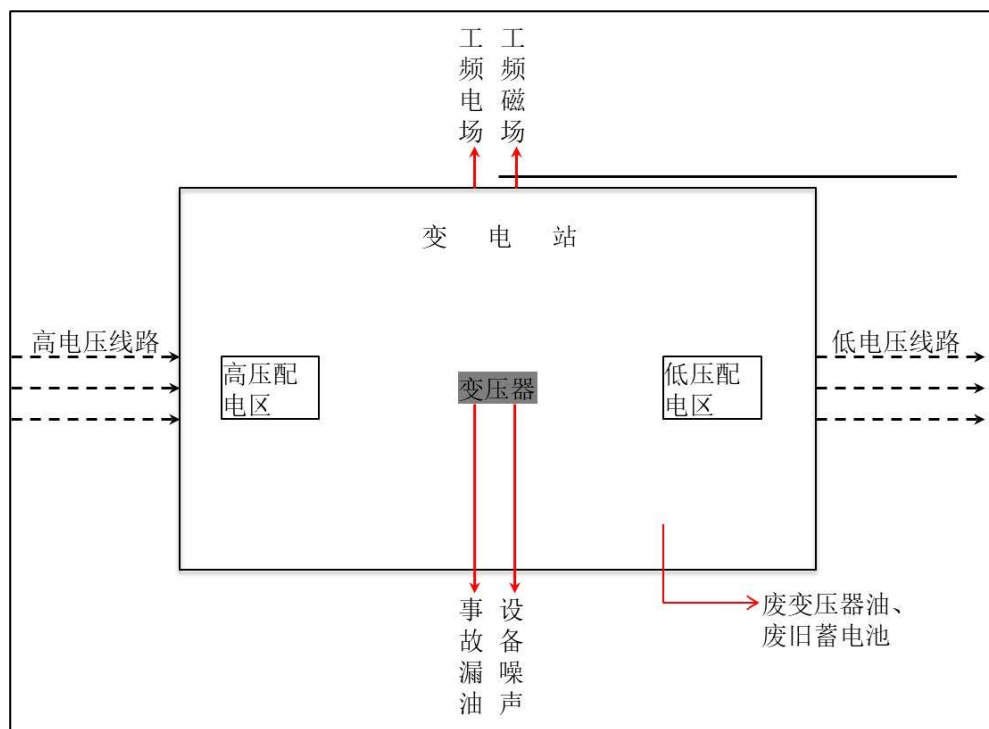 工频电场
工频磁场
变电站
高电压线路
低电压线路
高压配
电区
变压器
低压配
电区
事故漏油
设备噪声
废变压器油、
废旧蓄电池